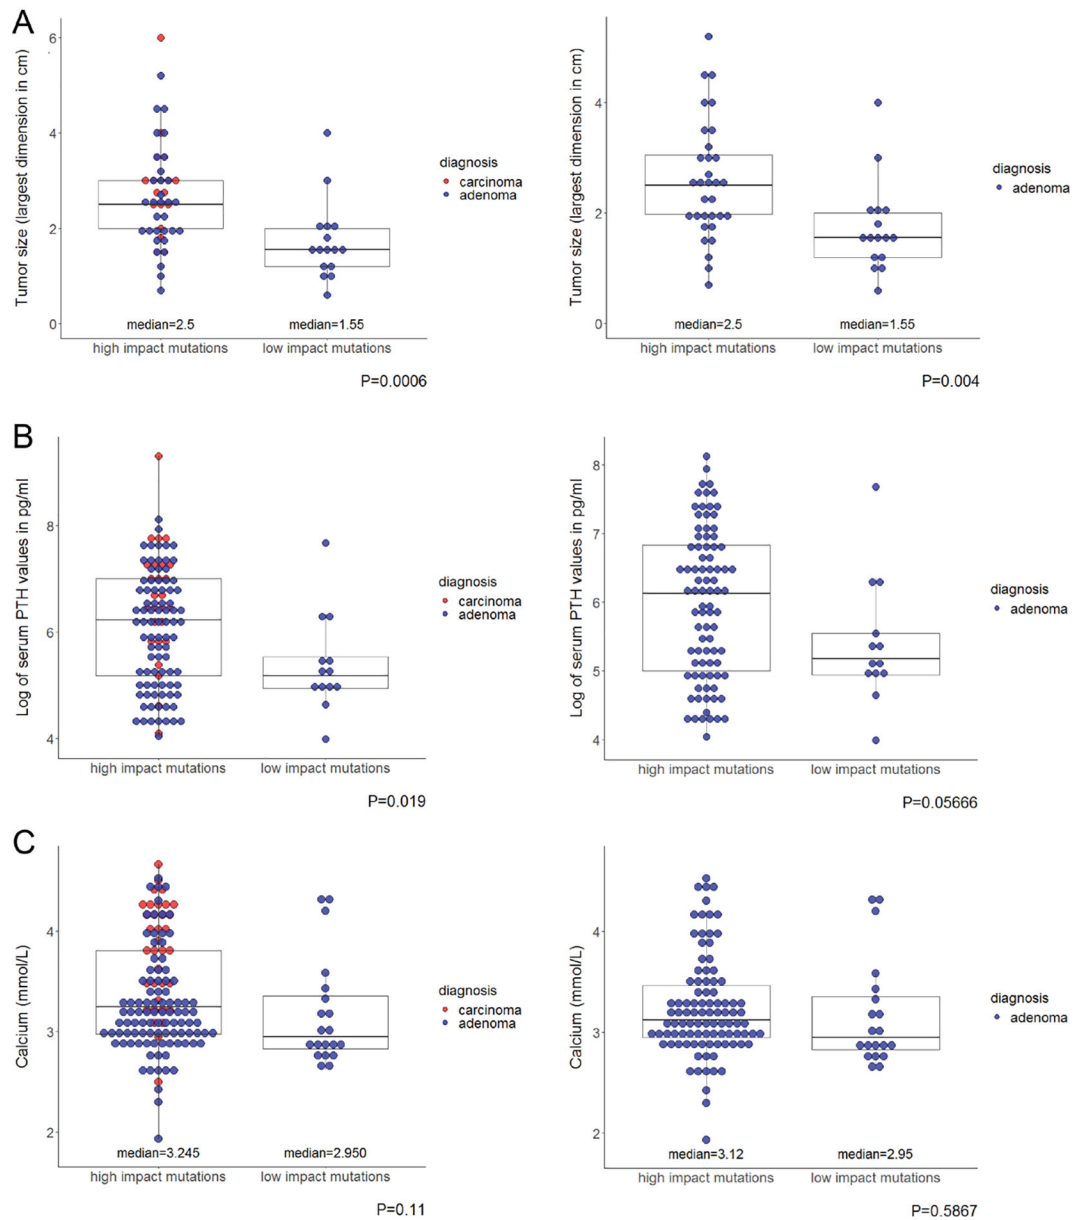 A
Tumor size (largest dimension in cm)
6
4
2
0
median=2.5
median=1.55
high impact mutations
low impact mutations
P=0.0006
diagnosis
carcinoma
adenoma
Tumor size (largest dimension in cm)
4
2
0
median=2.5
median=1.55
high impact mutations
low impact mutations
P=0.004
diagnosis
adenoma
B
Log of serum PTH values in pg/ml
8
6
4
high impact mutations
low impact mutations
P=0.019
diagnosis
carcinoma
adenoma
Log of serum PTH values in pg/ml
8
7
6
5
4
high impact mutations
low impact mutations
P=0.05666
diagnosis
adenoma
C
Calcium (mmol/L)
4
3
2
median=3.245
median=2.950
high impact mutations
low impact mutations
P=0.11
diagnosis
carcinoma
adenoma
Calcium (mmol/L)
4
3
2
median=3.12
median=2.95
high impact mutations
low impact mutations
P=0.5867
diagnosis
adenoma